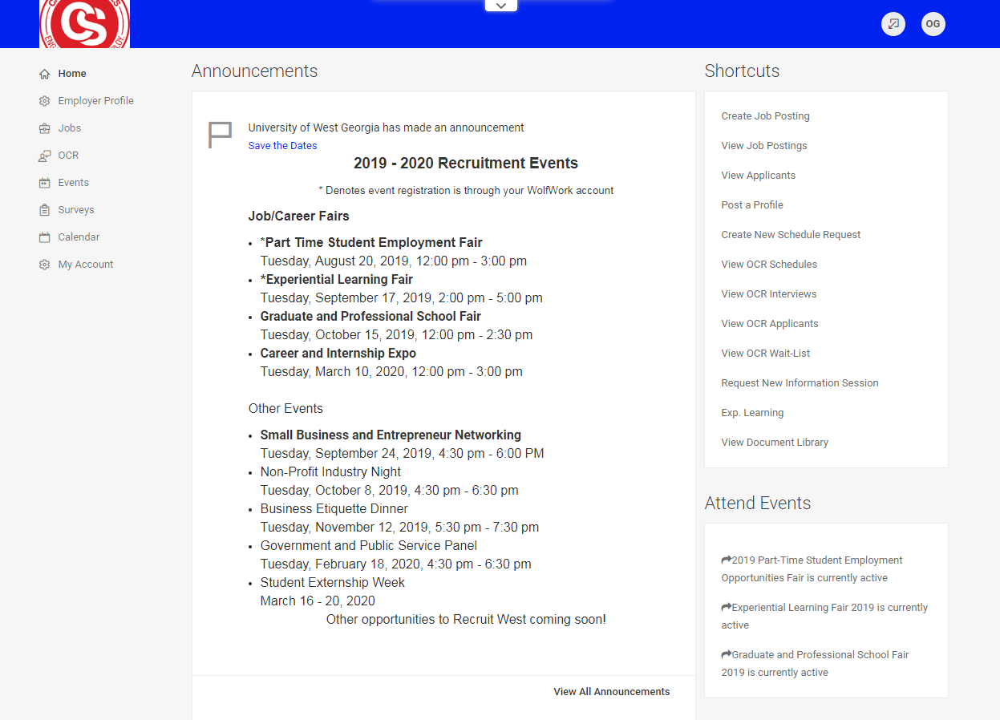 CS
OG
Home
Employer Profile
Jobs
OCR
Events
Surveys
Calendar
My Account
Announcements
University of West Georgia has made an announcement
Save the Dates
2019 - 2020 Recruitment Events
* Denotes event registration is through your WolfWork account
Job/Career Fairs
*Part Time Student Employment Fair
Tuesday, August 20, 2019, 12:00 pm - 3:00 pm
*Experiential Learning Fair
Tuesday, September 17, 2019, 2:00 pm - 5:00 pm
Graduate and Professional School Fair
Tuesday, October 15, 2019, 12:00 pm - 2:30 pm
Career and Internship Expo
Tuesday, March 10, 2020, 12:00 pm - 3:00 pm
Other Events
Small Business and Entrepreneur Networking
Tuesday, September 24, 2019, 4:30 pm - 6:00 PM
Non-Profit Industry Night
Tuesday, October 8, 2019, 4:30 pm - 6:30 pm
Business Etiquette Dinner
Tuesday, November 12, 2019, 5:30 pm - 7:30 pm
Government and Public Service Panel
Tuesday, February 18, 2020, 4:30 pm - 6:30 pm
Student Externship Week
March 16 - 20, 2020
Other opportunities to Recruit West coming soon!
View All Announcements
Shortcuts
Create Job Posting
View Job Postings
View Applicants
Post a Profile
Create New Schedule Request
View OCR Schedules
View OCR Interviews
View OCR Applicants
View OCR Wait-List
Request New Information Session
Exp. Learning
View Document Library
Attend Events
2019 Part-Time Student Employment
Opportunities Fair is currently active
Experiential Learning Fair 2019 is currently
active
Graduate and Professional School Fair
2019 is currently active